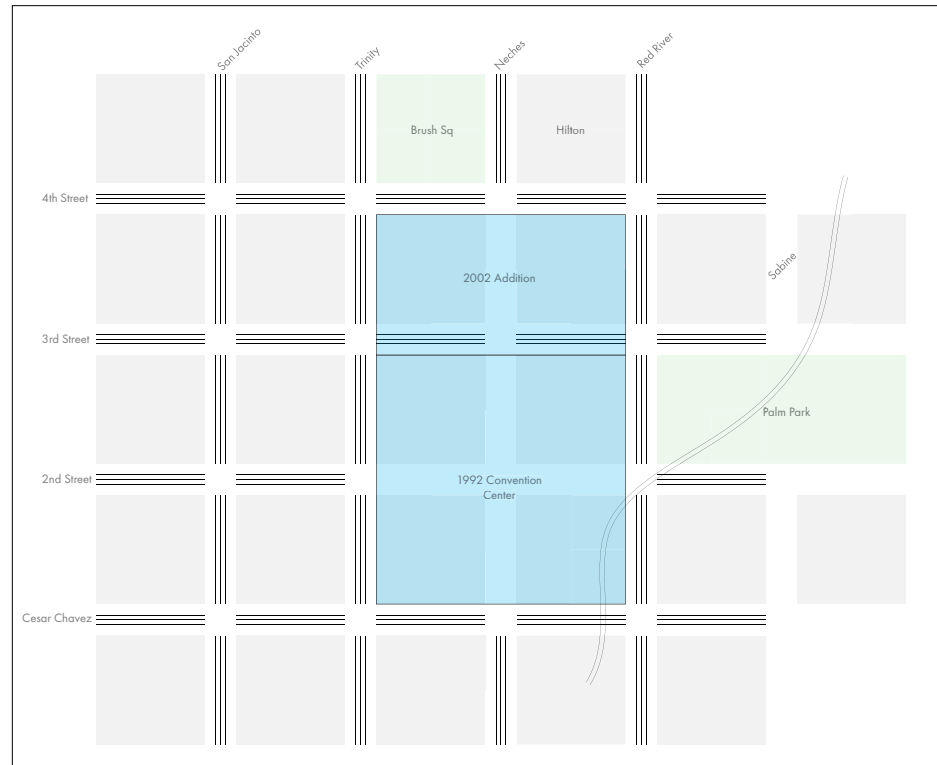 San Jacinto
Trinity
Neches
Red River
Brush Sq
Hilton
4th Street
2002 Addition
Sabine
3rd Street
Palm Park
2nd Street
1992 Convention
Center
Cesar Chavez